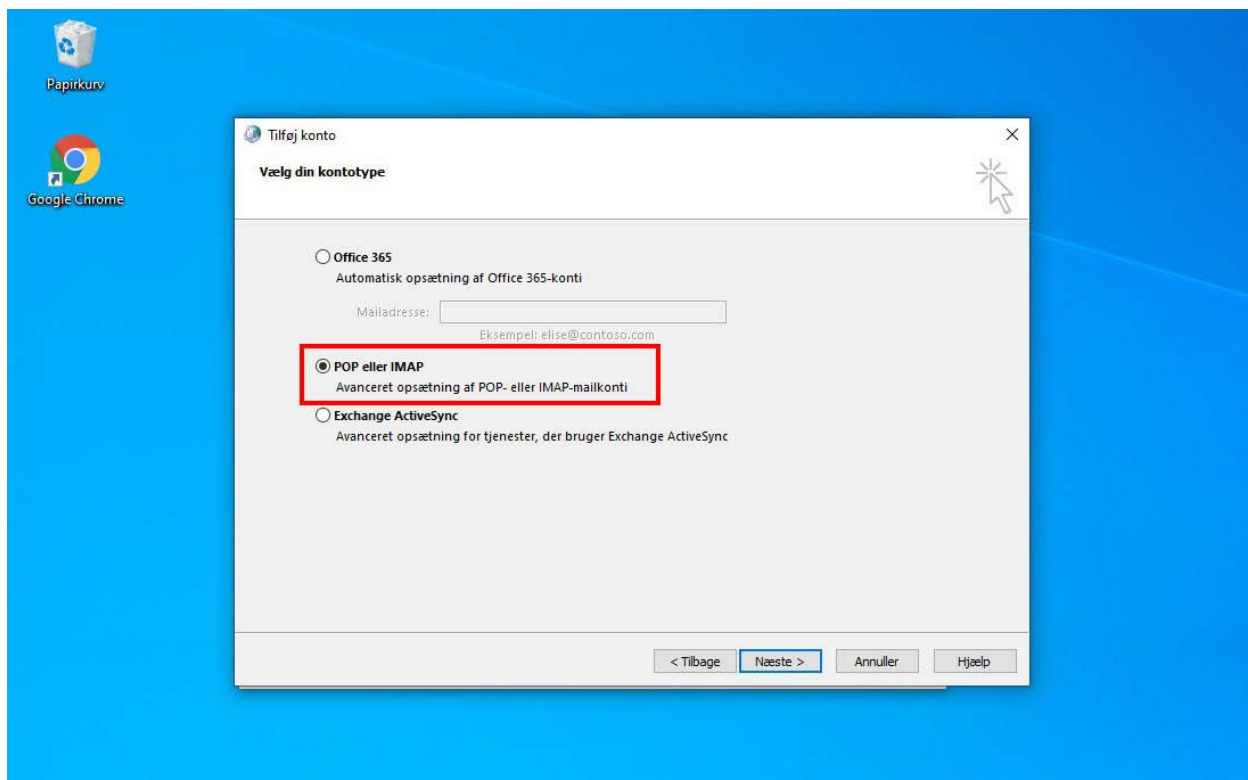 Papirkurv
Google Chrome
Tilføj konto
Vælg din kontotype
Office 365
Automatisk opsætning af Office 365-konti
Mailadresse:
Eksempel: elise@contoso.com
POP eller IMAP
Avanceret opsætning af POP- eller IMAP-mailkonti
Exchange ActiveSync
Avanceret opsætning for tjenester, der bruger Exchange ActiveSync
< Tilbage Næste > Annuller Hjælp